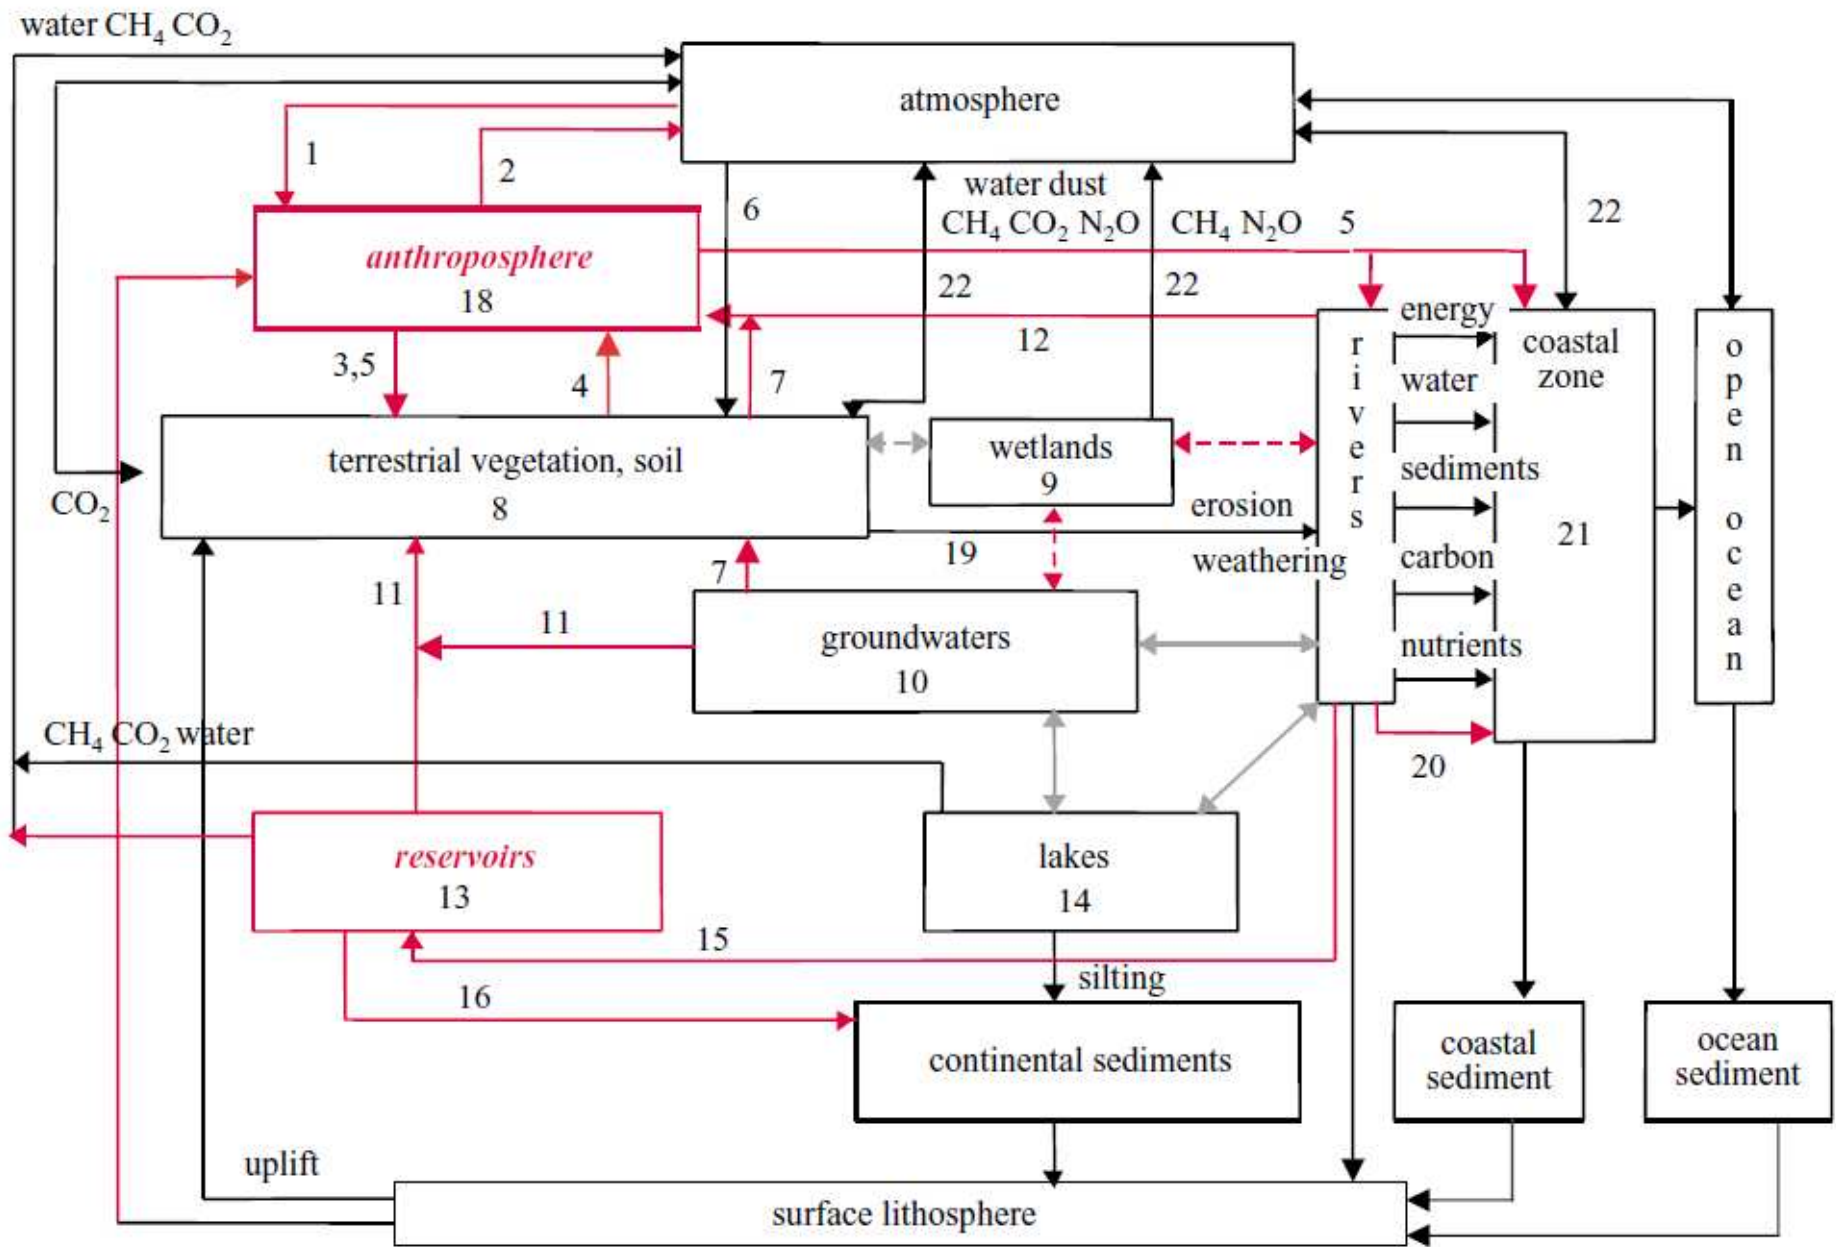 water CH₄ CO₂
atmosphere
1
2
6
water dust
CH₄ CO₂ N₂O
CH₄ N₂O
5
22
anthroposphere
18
22
22
12
3,5
4
7
energy
water
sediments
carbon
nutrients
rivers
coastal
zone
21
open ocean
terrestrial vegetation, soil
8
wetlands
9
CO₂
erosion
19
weathering
11
7
11
groundwaters
10
CH₄ CO₂ water
20
reservoirs
13
lakes
14
15
silting
16
continental sediments
coastal
sediment
ocean
sediment
uplift
surface lithosphere